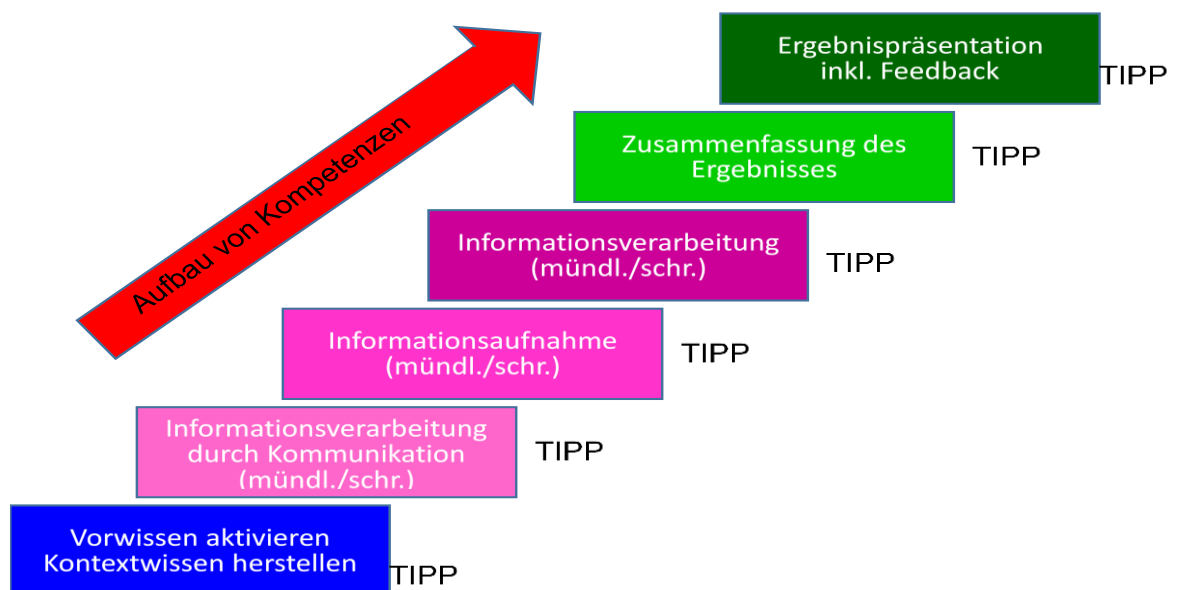 Ergebnispräsentation
inkl. Feedback
TIPP
Zusammenfassung des
Ergebnisses
TIPP
Aufbau von Kompetenzen
Informationsverarbeitung
(mündl./schr.)
TIPP
Informationsaufnahme
(mündl./schr.)
TIPP
Informationsverarbeitung
durch Kommunikation
(mündl./schr.)
TIPP
Vorwissen aktivieren
Kontextwissen herstellen
TIPP